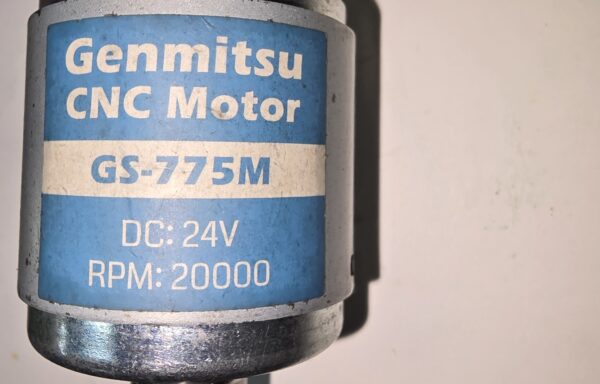 Genmitsu
CNC Motor
GS-775M
DC: 24V
RPM: 20000